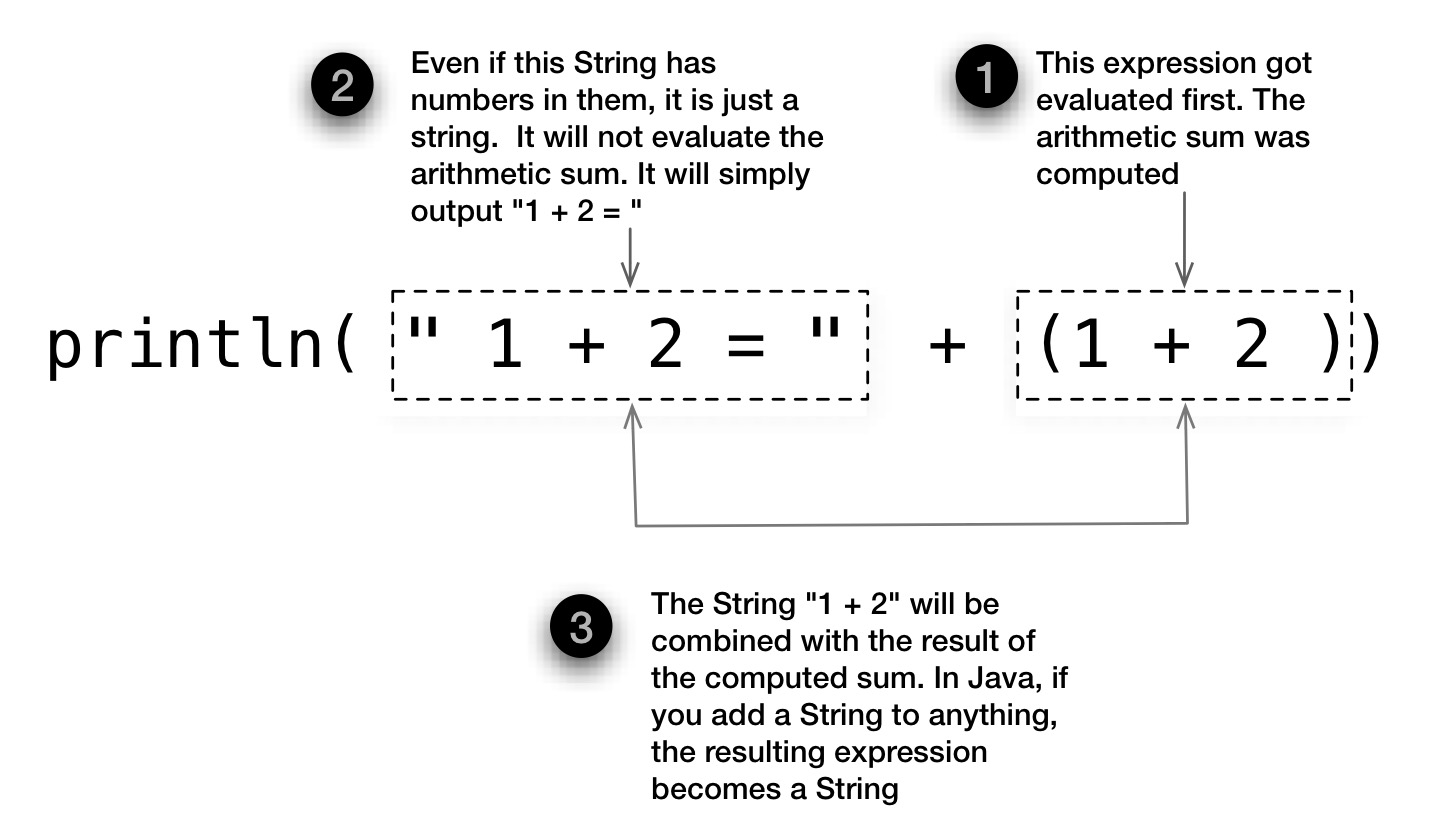 2
Even if this String has
numbers in them, it is just a
string.  It will not evaluate the
arithmetic sum. It will simply
output "1 + 2 = "
1
This expression got
evaluated first. The
arithmetic sum was
computed
println( " 1 + 2 = " + (1 + 2 ))
3
The String "1 + 2" will be
combined with the result of
the computed sum. In Java, if
you add a String to anything,
the resulting expression
becomes a String